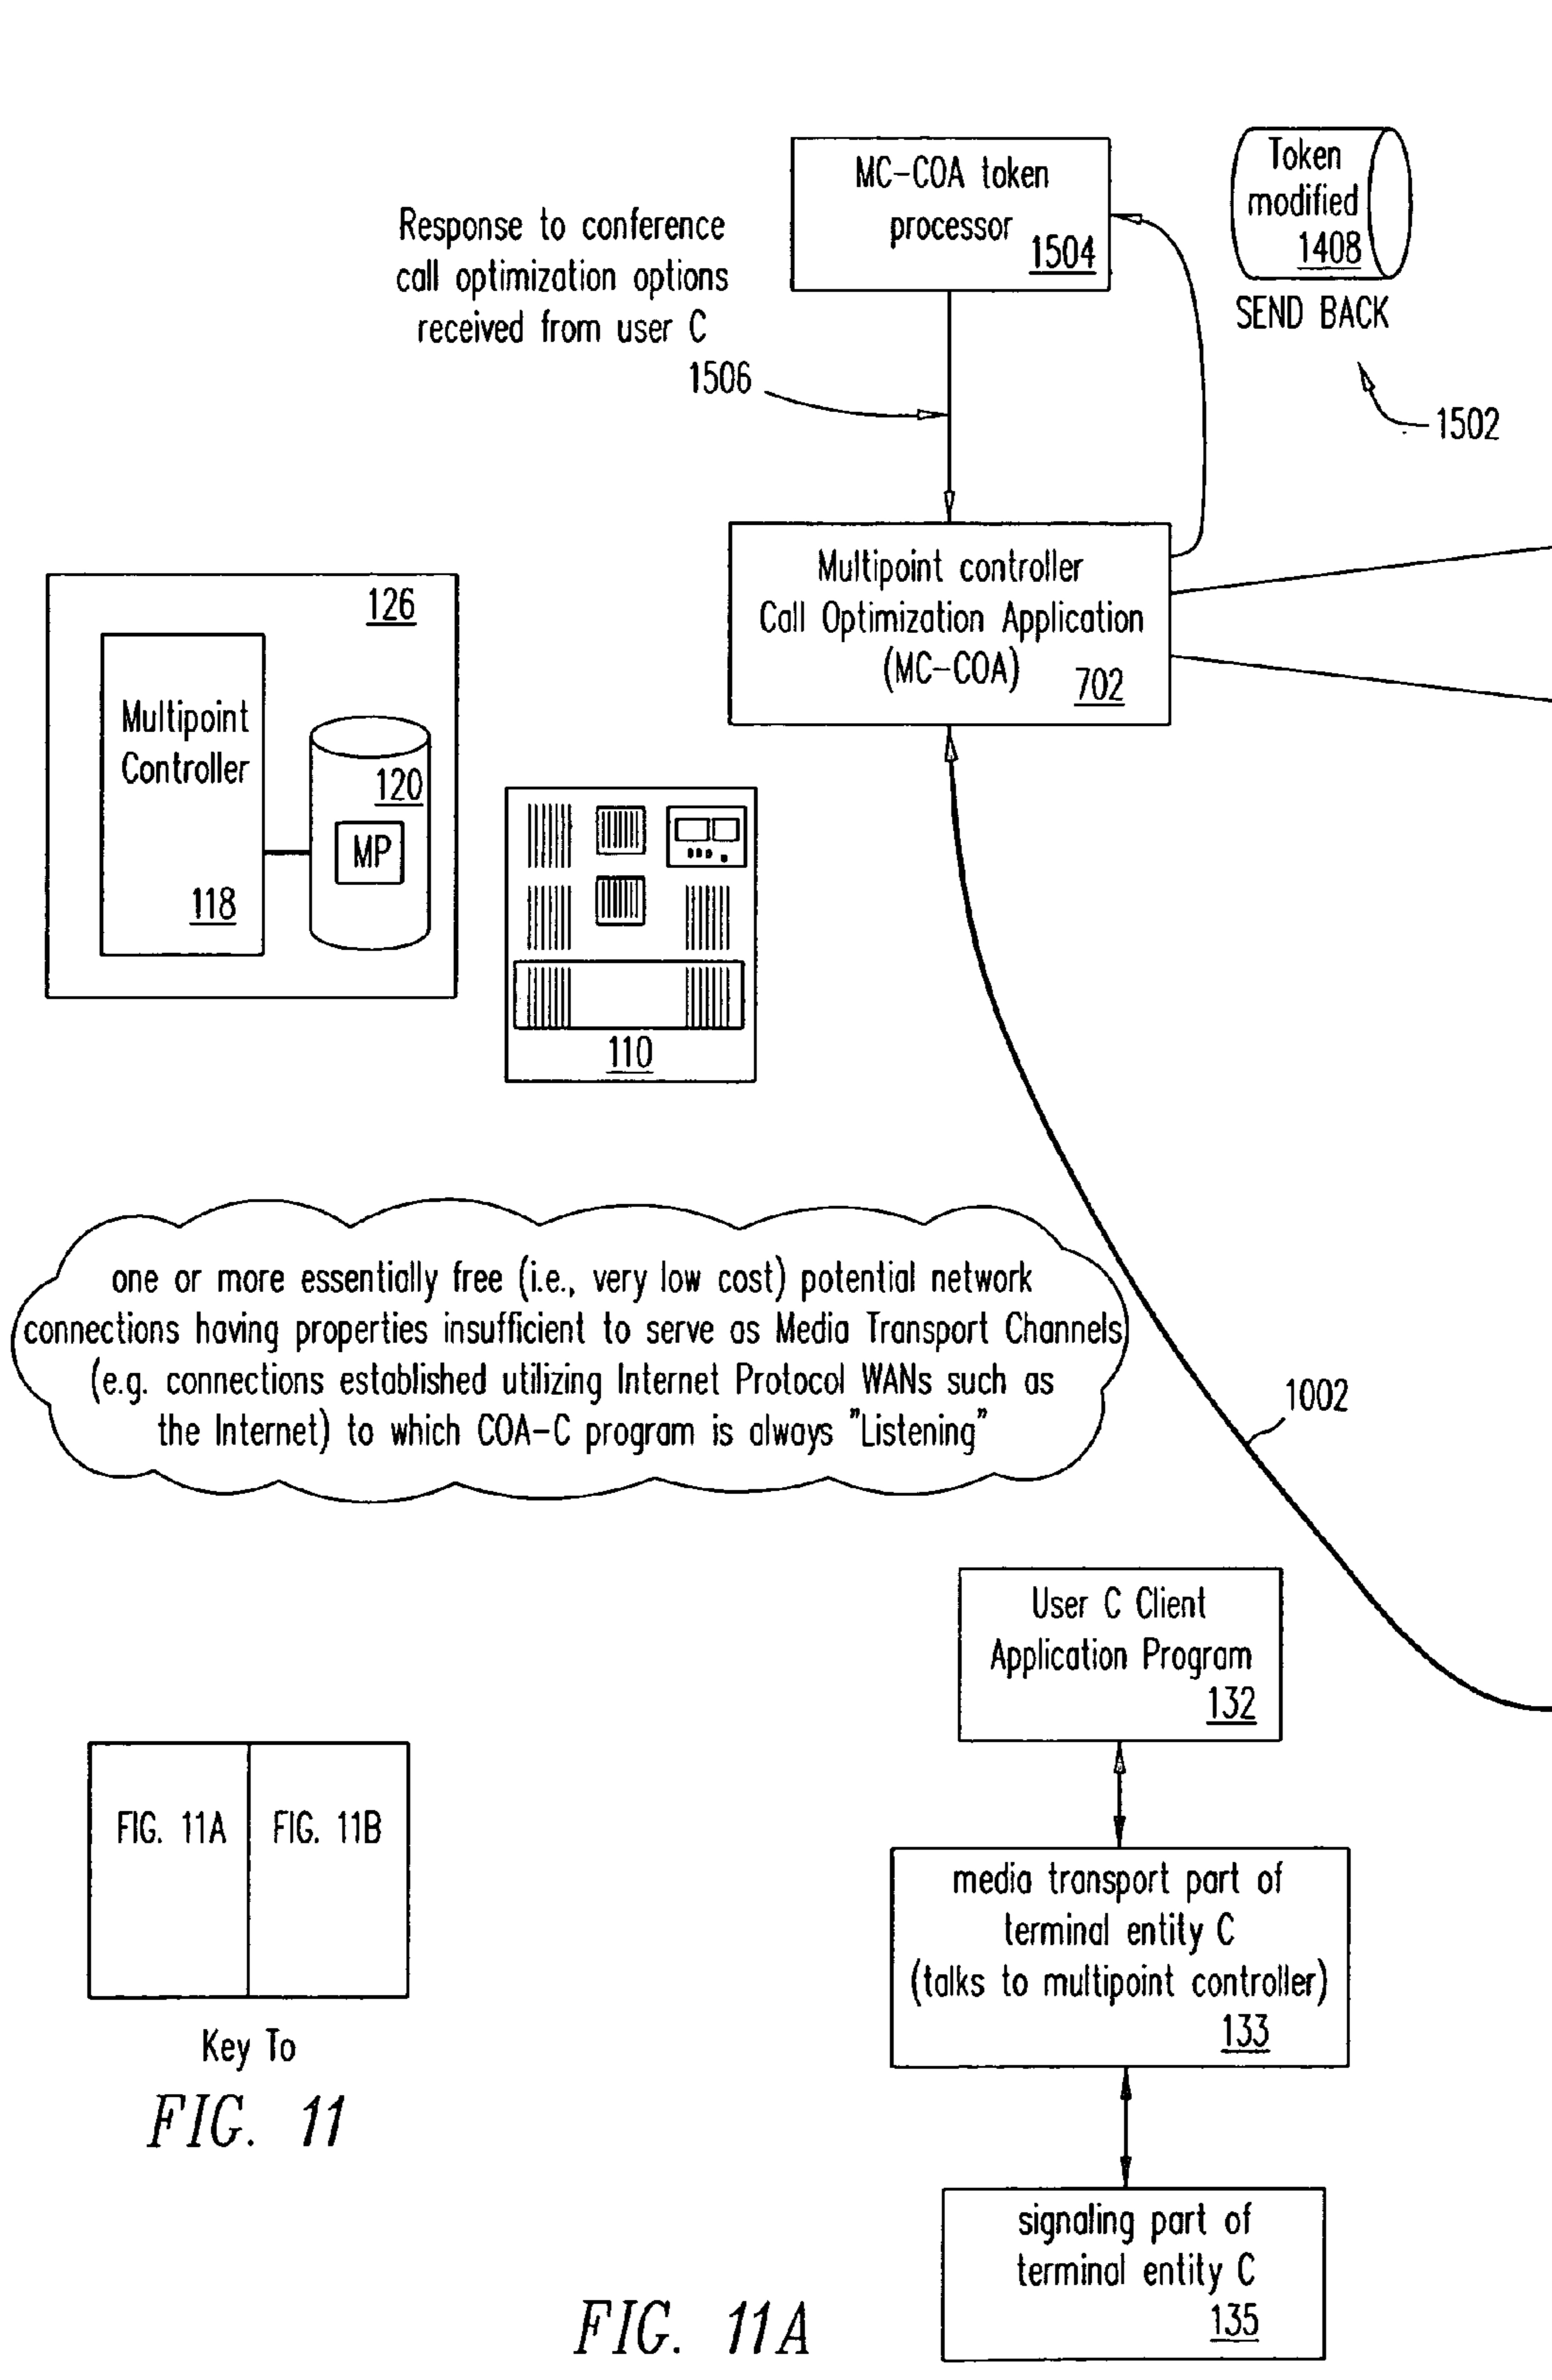 MC-COA token
processor
1504
Token
modified
1408
SEND BACK
1502
Response to conference
call optimization options
received from user C
1506
Multipoint controller
Call Optimization Application
(MC-COA)
702
126
Multipoint
Controller
118
120
MP
110
one or more essentially free (i.e., very low cost) potential network
connections having properties insufficient to serve as Media Transport Channels
(e.g. connections established utilizing Internet Protocol WANs such as
the Internet) to which COA-C program is always "Listening"
1002
User C Client
Application Program
132
FIG. 11A
FIG. 11B
Key To
FIG. 11
media transport part of
terminal entity C
(talks to multipoint controller)
133
signaling part of
terminal entity C
135
FIG. 11A